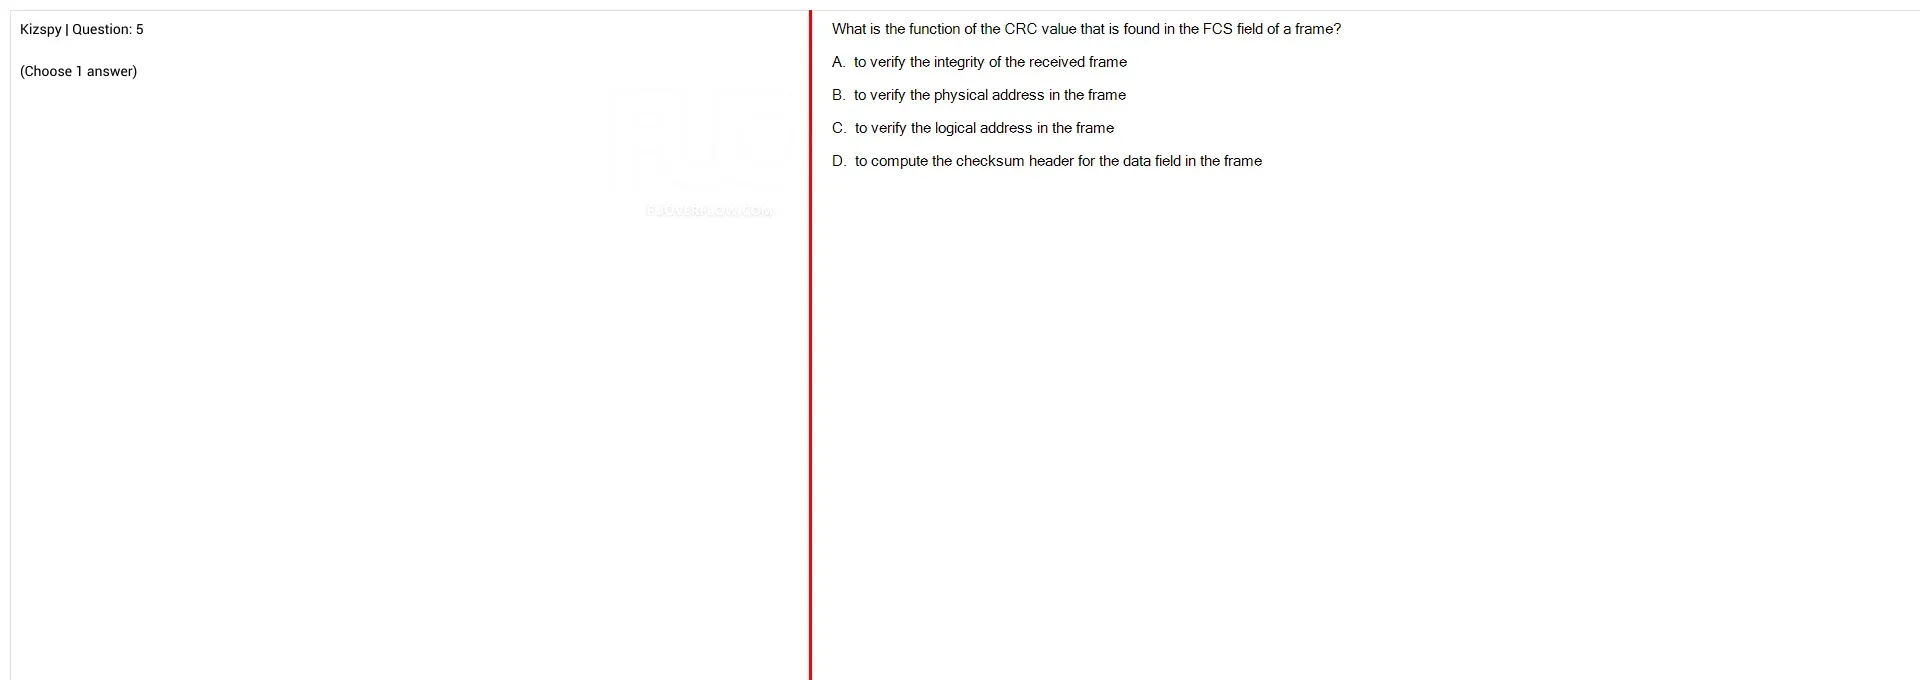 Kizspy | Question: 5
(Choose 1 answer)
What is the function of the CRC value that is found in the FCS field of a frame?
A. to verify the integrity of the received frame
B. to verify the physical address in the frame
C. to verify the logical address in the frame
D. to compute the checksum header for the data field in the frame
FUOVERFLOW.COM